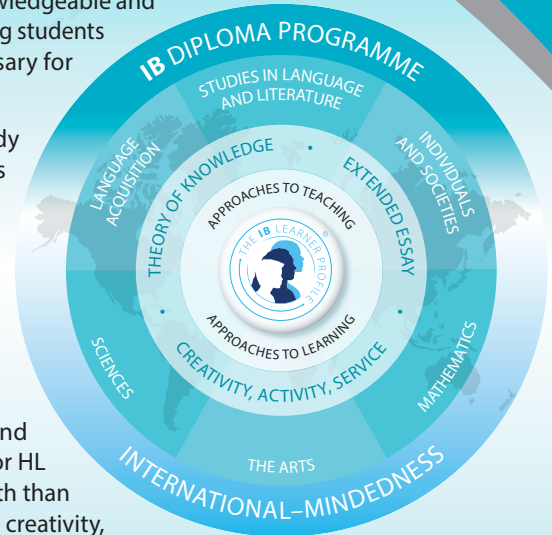 wledgeable and
g students
sary for
dy
s
nd
or HL
th than
creativity,
IB DIPLOMA PROGRAMME
STUDIES IN LANGUAGE
AND LITERATURE
LANGUAGE
ACQUISITION
INDIVIDUALS
AND SOCIETIES
THEORY OF KNOWLEDGE
•
EXTENDED ESSAY
•
APPROACHES TO TEACHING
THE IB LEARNER PROFILE
®
APPROACHES TO LEARNING
•
CREATIVITY, ACTIVITY, SERVICE
SCIENCES
MATHEMATICS
THE ARTS
INTERNATIONAL–MINDEDNESS